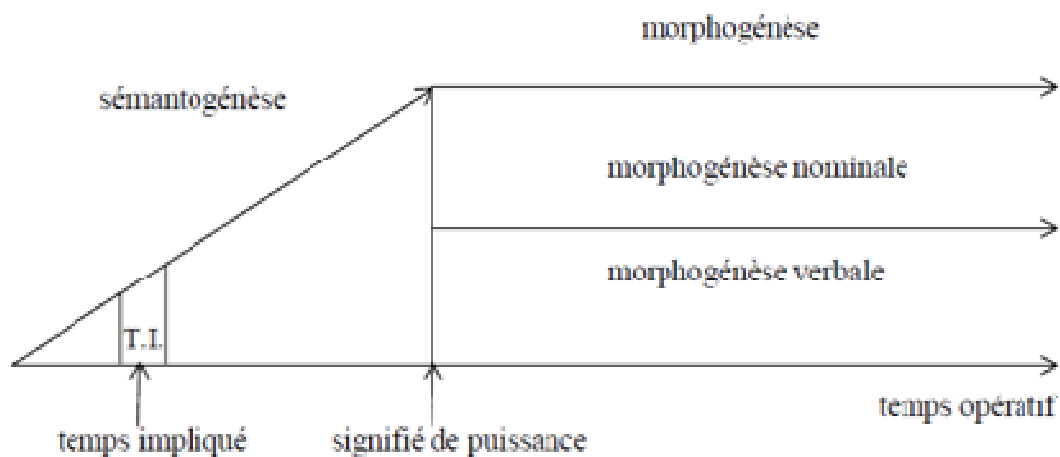 morphogénèse
sémantogénèse
morphogénèse nominale
morphogénèse verbale
T.I.
temps opératif
temps impliqué
signifié de puissance